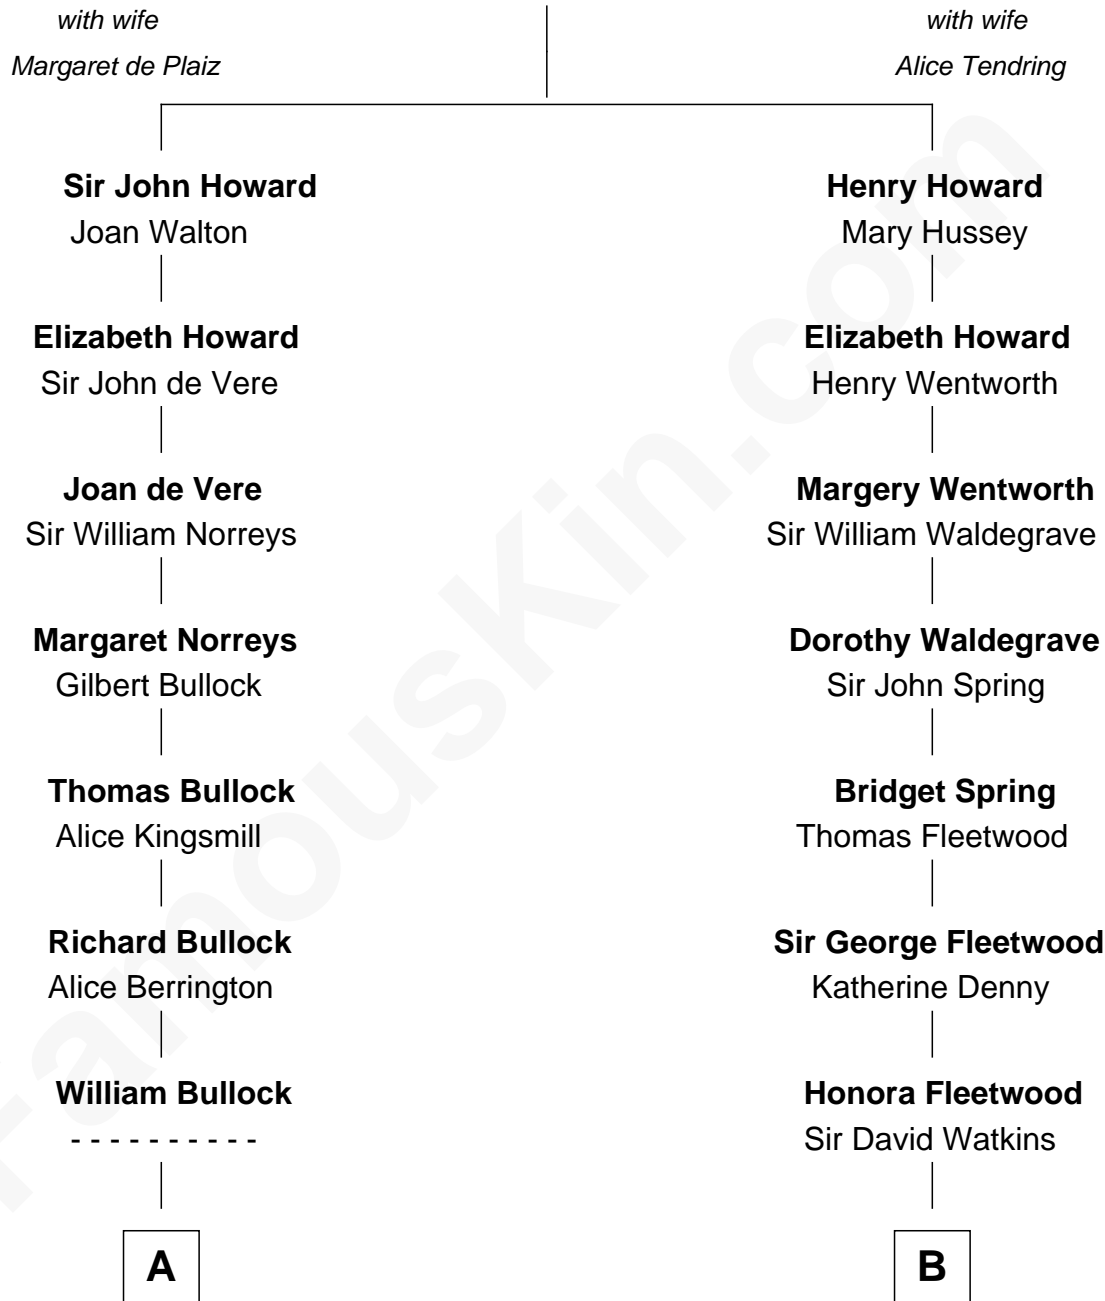 with wife
Margaret de Plaiz
with wife
Alice Tendring
Sir John Howard
Joan Walton
Henry Howard
Mary Hussey
Elizabeth Howard
Sir John de Vere
Elizabeth Howard
Henry Wentworth
Joan de Vere
Sir William Norreys
Margery Wentworth
Sir William Waldegrave
Margaret Norreys
Gilbert Bullock
Dorothy Waldegrave
Sir John Spring
Thomas Bullock
Alice Kingsmill
Bridget Spring
Thomas Fleetwood
Richard Bullock
Alice Berrington
Sir George Fleetwood
Katherine Denny
William Bullock
- - - - - - - - - -
Honora Fleetwood
Sir David Watkins
A
B
FamousKin.com